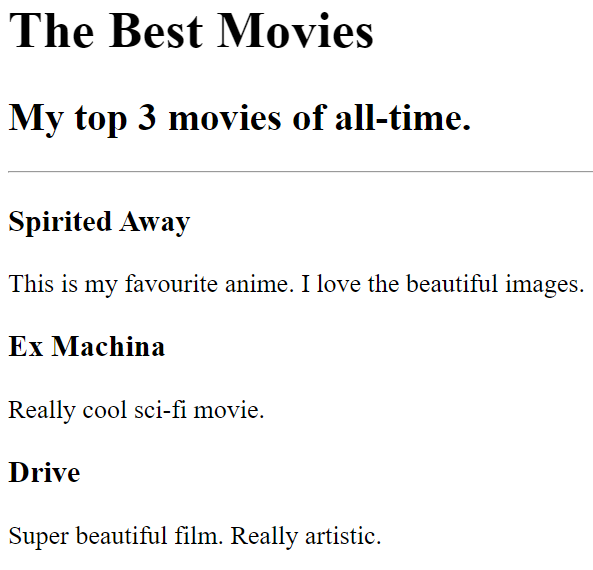 The Best Movies
My top 3 movies of all-time.
Spirited Away
This is my favourite anime. I love the beautiful images.
Ex Machina
Really cool sci-fi movie.
Drive
Super beautiful film. Really artistic.